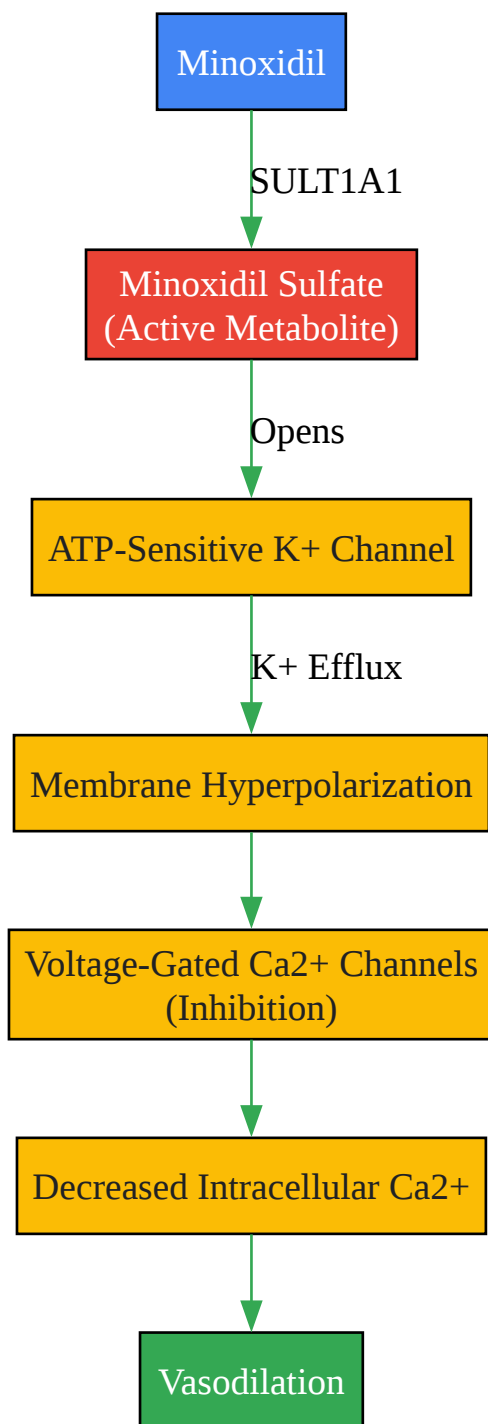 Minoxidil
SULT1A1
Minoxidil Sulfate
(Active Metabolite)
Opens
ATP-Sensitive K+ Channel
K+ Efflux
Membrane Hyperpolarization
Voltage-Gated Ca2+ Channels
(Inhibition)
Decreased Intracellular Ca2+
Vasodilation